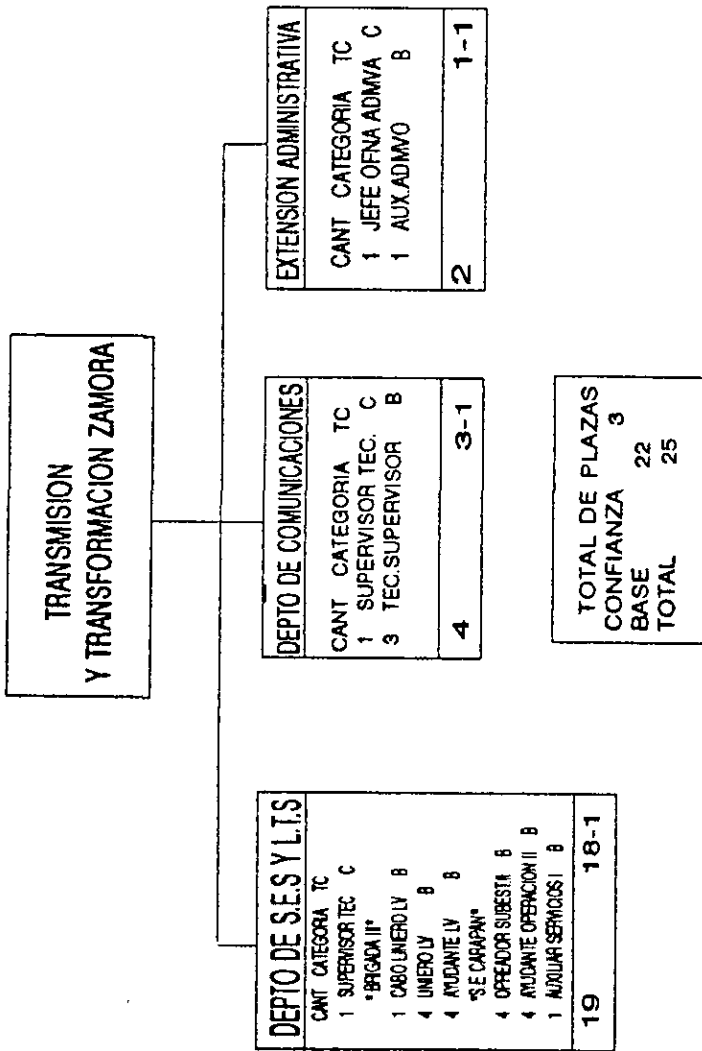 TRANSMISION
Y TRANSFORMACION ZAMORA
DEPTO DE S.E.S Y L.T.S
CANT CATEGORIA TC
1 SUPERVISOR TEC C
*BRIGADA II*
1 CABO LINIERO LV B
4 LINIERO LV B
4 AYUDANTE LV B
*S.E CARAPAN*
4 OPREADOR SUBEST.R B
4 AYUDANTE OPERACION II B
1 AUXILIAR SERVICIOS I B
19 18-1
DEPTO DE COMUNICACIONES
CANT CATEGORIA TC
1 SUPERVISOR TEC. C
3 TEC.SUPERVISOR B
4 3-1
EXTENSION ADMINISTRATIVA
CANT CATEGORIA TC
1 JEFE OFNA ADMVA C
1 AUX.ADMVO B
2 1-1
TOTAL DE PLAZAS
CONFIANZA 3
BASE 22
TOTAL 25